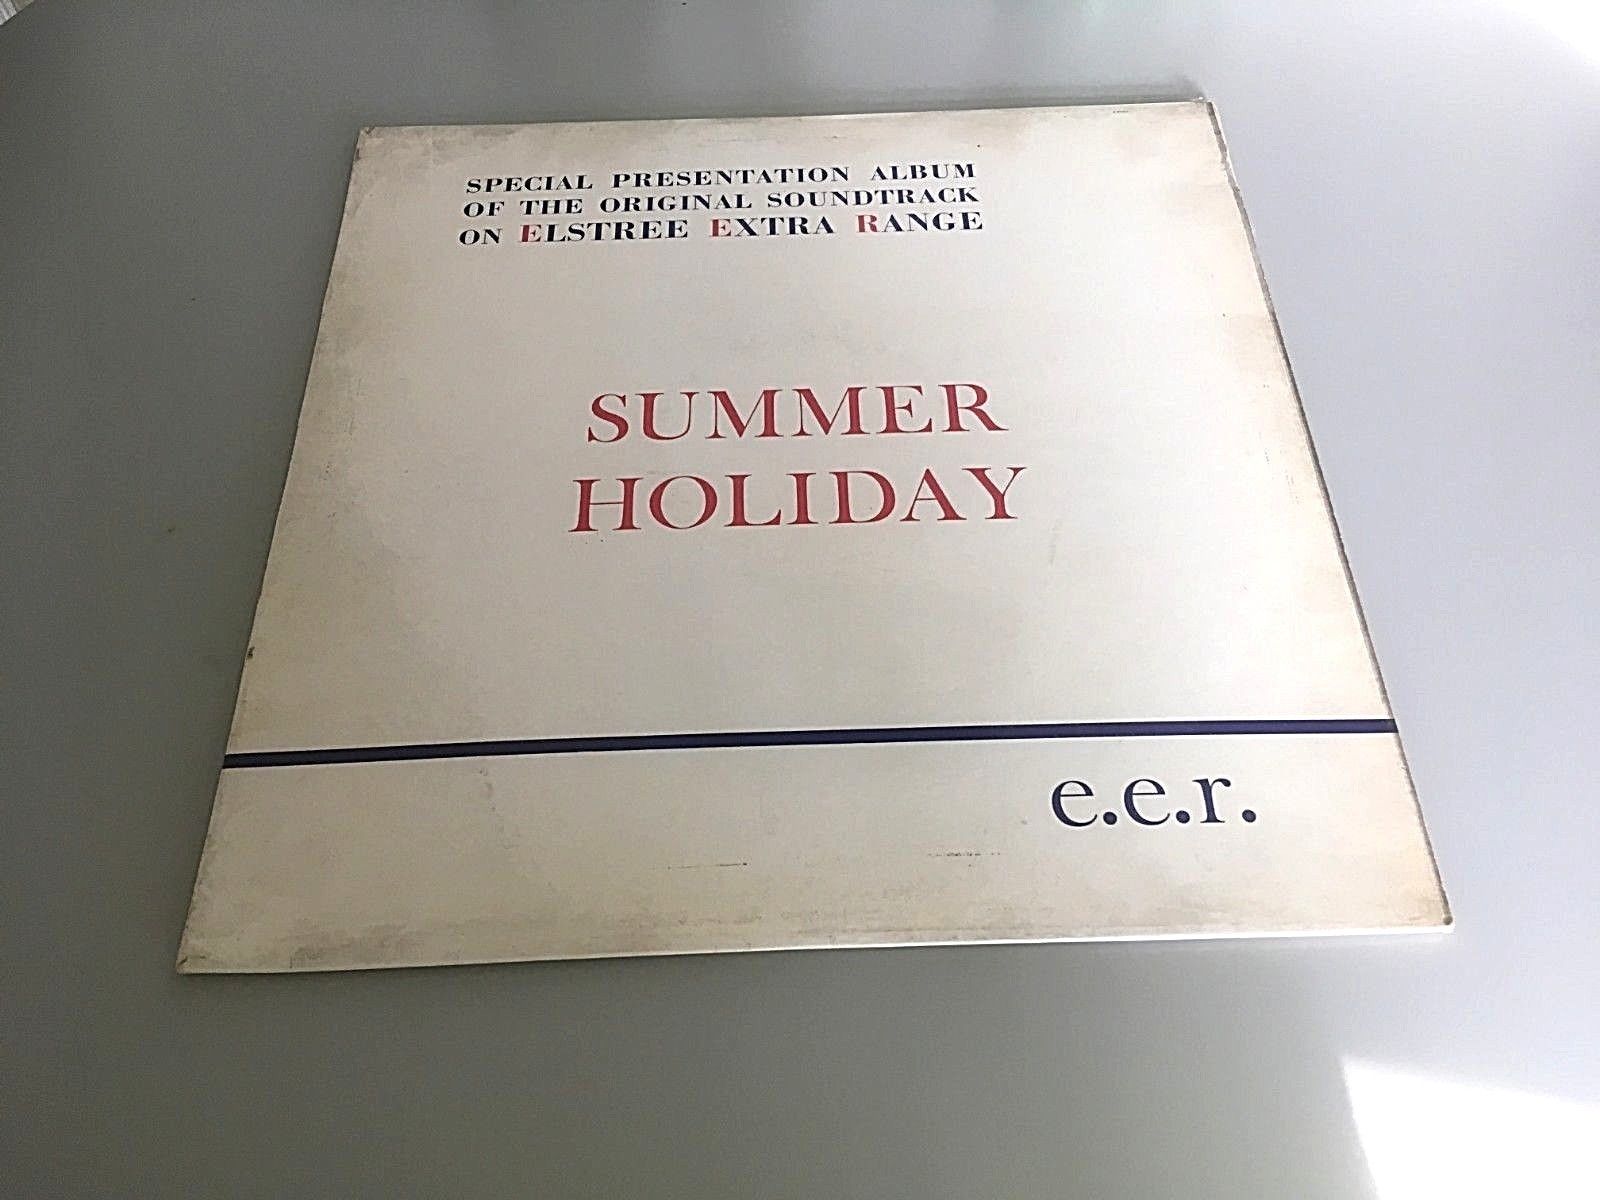 SPECIAL PRESENTATION ALBUM
OF THE ORIGINAL SOUNDTRACK
ON ELSTREE EXTRA RANGE
SUMMER
HOLIDAY
e.e.r.